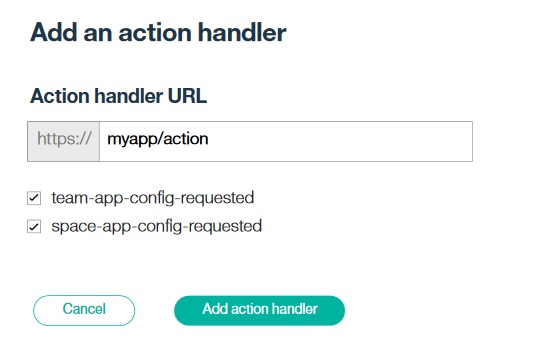 Add an action handler
Action handler URL
https:// myapp/action
team-app-config-requested
space-app-config-requested
Cancel Add action handler